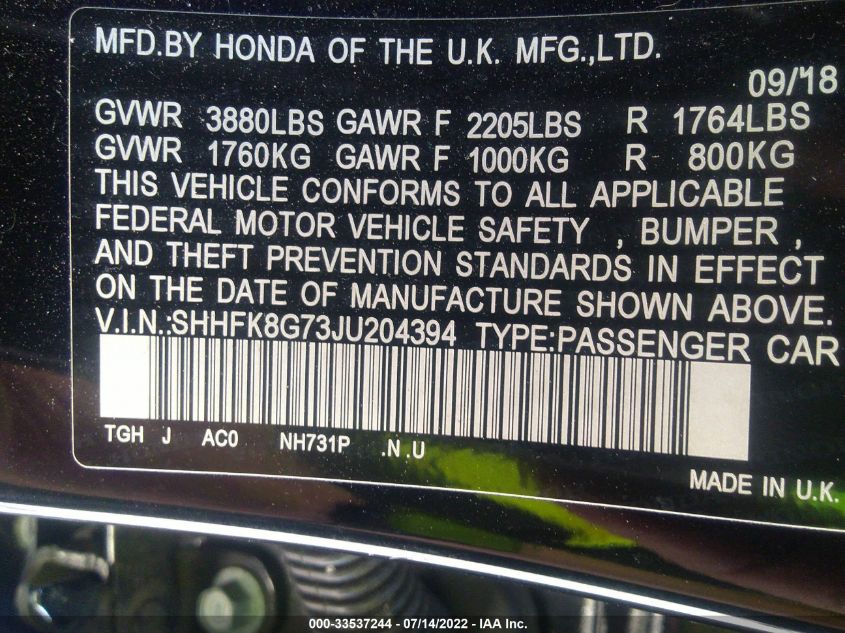 MFD.BY HONDA OF THE U.K. MFG.,LTD.
09/18
GVWR 3880LBS GAWR F 2205LBS R 1764LBS
GVWR 1760KG GAWR F 1000KG R 800KG
THIS VEHICLE CONFORMS TO ALL APPLICABLE
FEDERAL MOTOR VEHICLE SAFETY , BUMPER ,
AND THEFT PREVENTION STANDARDS IN EFFECT
ON THE DATE OF MANUFACTURE SHOWN ABOVE.
V.I.N.:SHHFK8G73JU204394 TYPE:PASSENGER CAR
TGH J AC0 NH731P .N .U
MADE IN U.K.
000-33537244 / 07/14/2022 - IAA Inc.